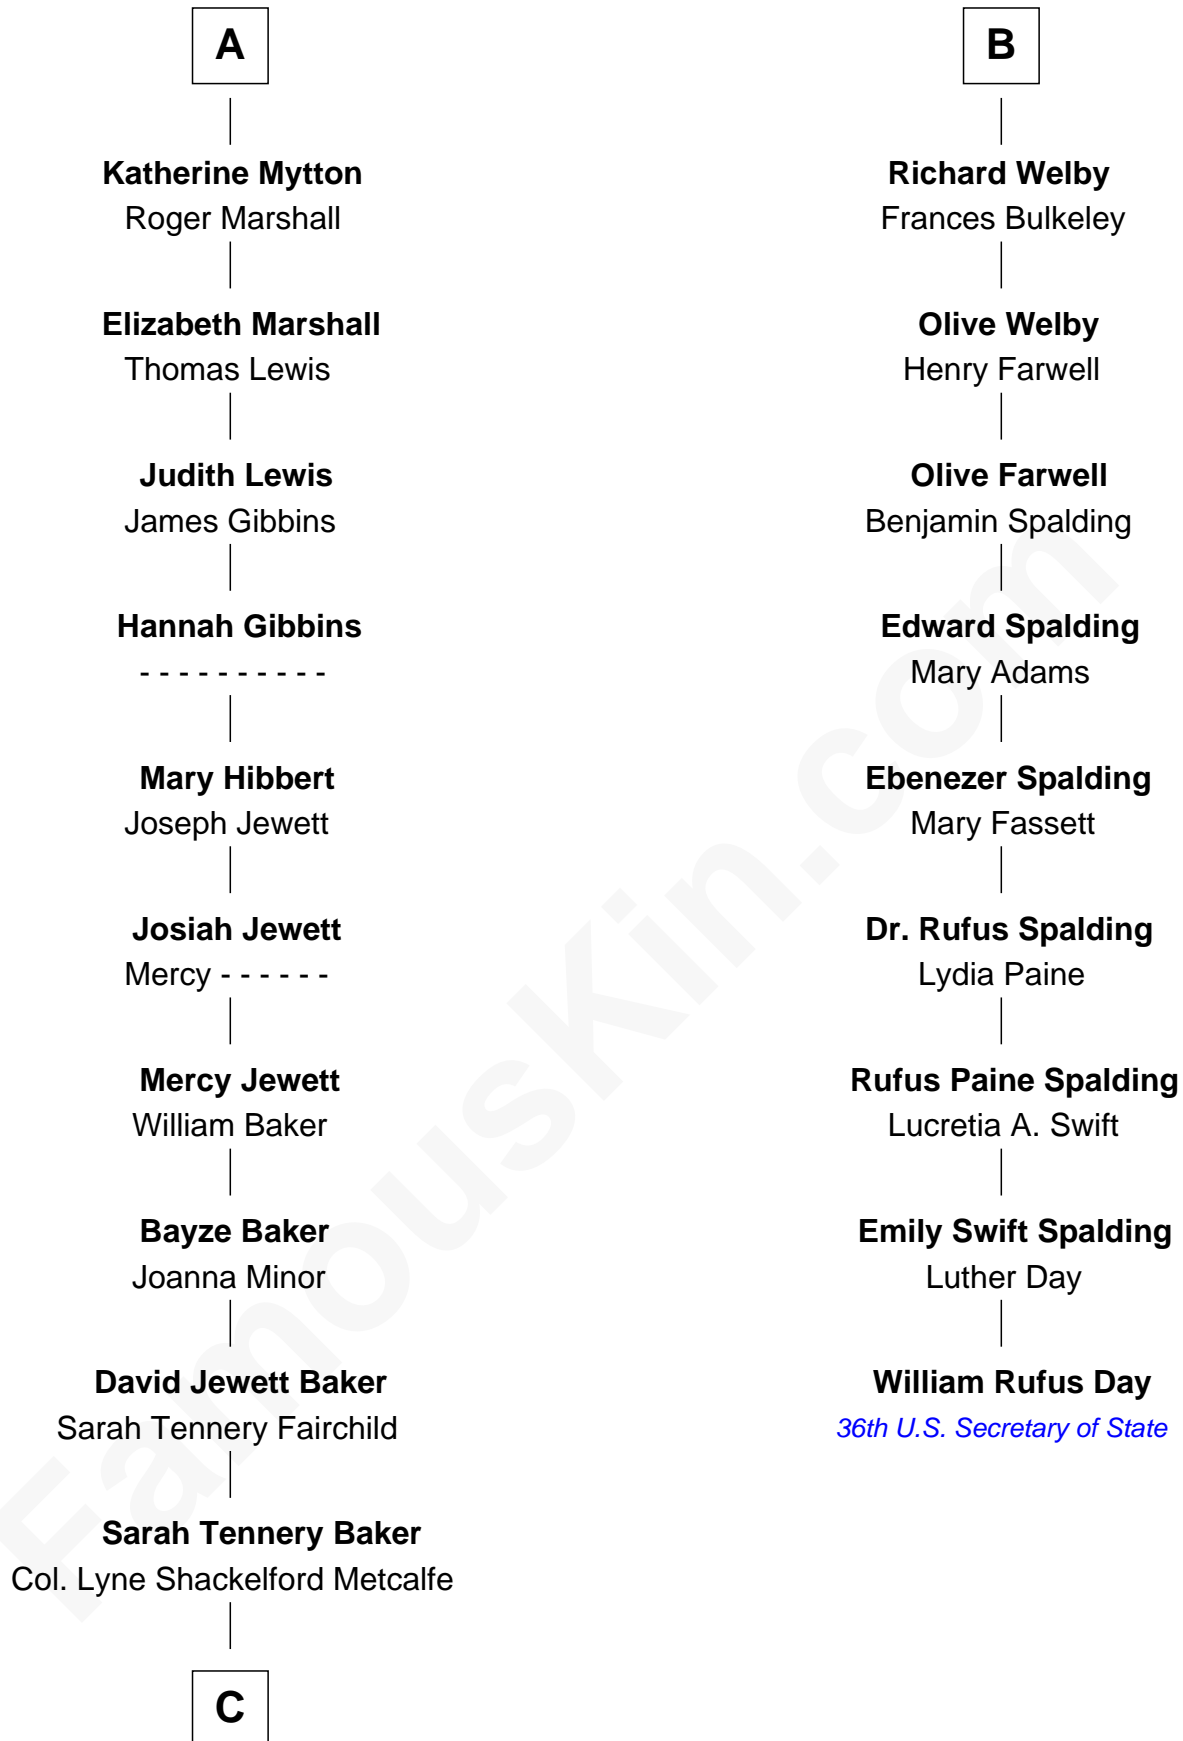 A
Katherine Mytton
Roger Marshall
Elizabeth Marshall
Thomas Lewis
Judith Lewis
James Gibbins
Hannah Gibbins
- - - - - - - - - -
Mary Hibbert
Joseph Jewett
Josiah Jewett
Mercy - - - - - -
Mercy Jewett
William Baker
Bayze Baker
Joanna Minor
David Jewett Baker
Sarah Tennery Fairchild
Sarah Tennery Baker
Col. Lyne Shackelford Metcalfe
C
B
Richard Welby
Frances Bulkeley
Olive Welby
Henry Farwell
Olive Farwell
Benjamin Spalding
Edward Spalding
Mary Adams
Ebenezer Spalding
Mary Fassett
Dr. Rufus Spalding
Lydia Paine
Rufus Paine Spalding
Lucretia A. Swift
Emily Swift Spalding
Luther Day
William Rufus Day
36th U.S. Secretary of State
FamousKin.com